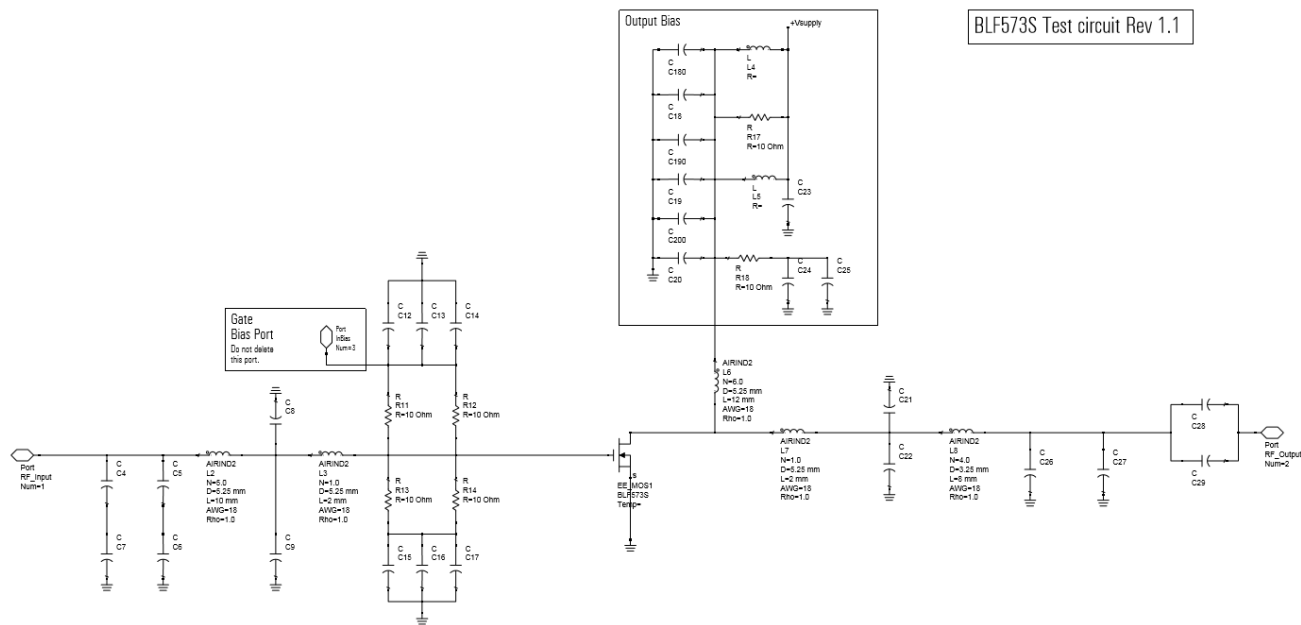 Output Bias
+Vsupply
BLF573S Test circuit Rev 1.1
C
C180
L
L4
R=
C
C18
R
R17
R=10 Ohm
C
C190
C
C19
L
L5
R=
C
C23
C
C200
C
C20
R
R18
R=10 Ohm
C
C24
C
C25
Gate
Bias Port
Do not delete
this port.
Port
InBias
Num=3
C
C12
C
C13
C
C14
R
R11
R=10 Ohm
R
R12
R=10 Ohm
AIRIND2
L6
N=6.0
D=5.25 mm
L=12 mm
AWG=18
Rho=1.0
C
C8
C
C21
C
C28
Port
RF_Input
Num=1
C
C4
C
C5
AIRIND2
L2
N=5.0
D=5.25 mm
L=10 mm
AWG=18
Rho=1.0
AIRIND2
L3
N=1.0
D=5.25 mm
L=2 mm
AWG=18
Rho=1.0
R
R13
R=10 Ohm
R
R14
R=10 Ohm
s
EE_MOS1
BLF573S
Temp=
AIRIND2
L7
N=1.0
D=5.25 mm
L=2 mm
AWG=18
Rho=1.0
C
C22
AIRIND2
L8
N=4.0
D=3.25 mm
L=8 mm
AWG=18
Rho=1.0
C
C26
C
C27
C
C29
Port
RF_Output
Num=2
C
C7
C
C6
C
C9
C
C15
C
C16
C
C17